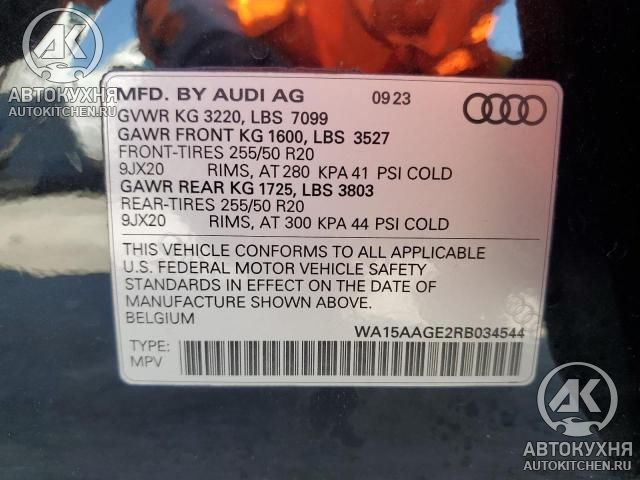 АК
АВТОКУХНЯ
AUTOKITCHEN.RU
MFD. BY AUDI AG 09 23
GVWR KG 3220, LBS 7099
GAWR FRONT KG 1600, LBS 3527
FRONT-TIRES 255/50 R20
9JX20 RIMS, AT 280 KPA 41 PSI COLD
GAWR REAR KG 1725, LBS 3803
REAR-TIRES 255/50 R20
9JX20 RIMS, AT 300 KPA 44 PSI COLD
THIS VEHICLE CONFORMS TO ALL APPLICABLE
U.S. FEDERAL MOTOR VEHICLE SAFETY
STANDARDS IN EFFECT ON THE DATE OF
MANUFACTURE SHOWN ABOVE.
BELGIUM
WA15AAGE2RB034544
TYPE:
MPV
АК
АВТОКУХНЯ
AUTOKITCHEN.RU